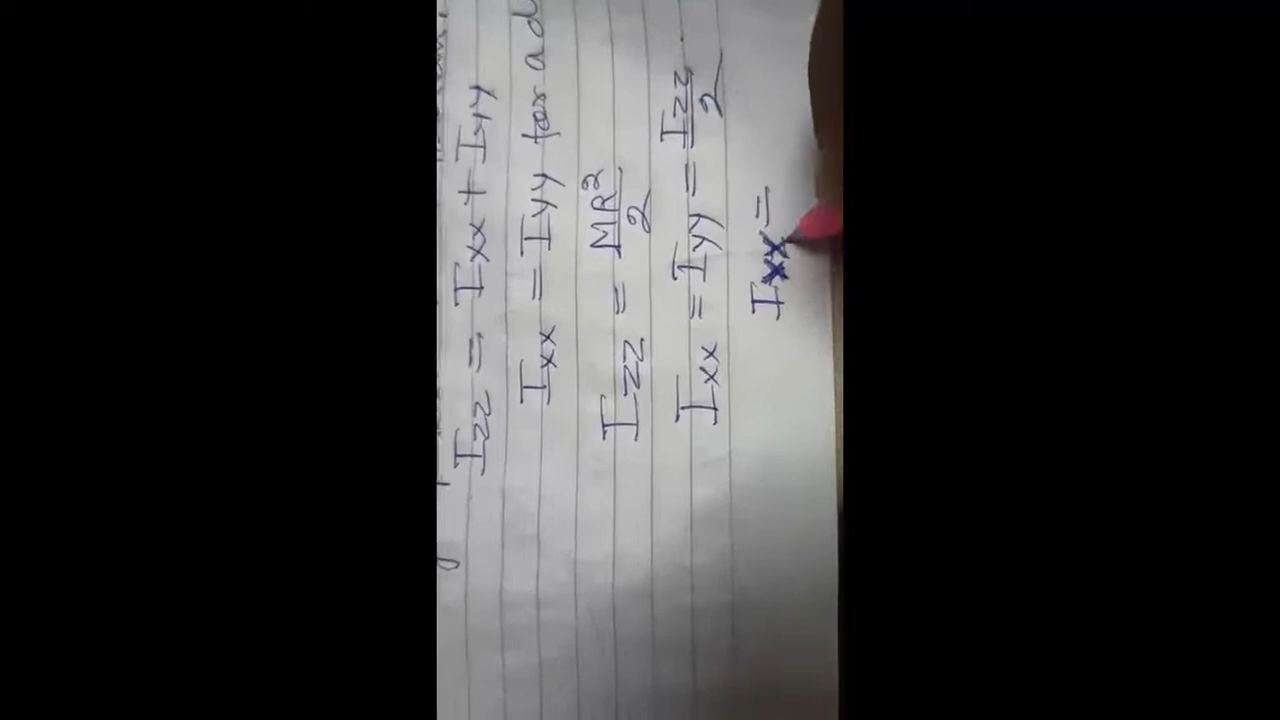 Izz = Ixx + Iyy
Ixx = Iyy for a d
Izz = MR²/2
Ixx = Iyy = Izz/2
Ixx =